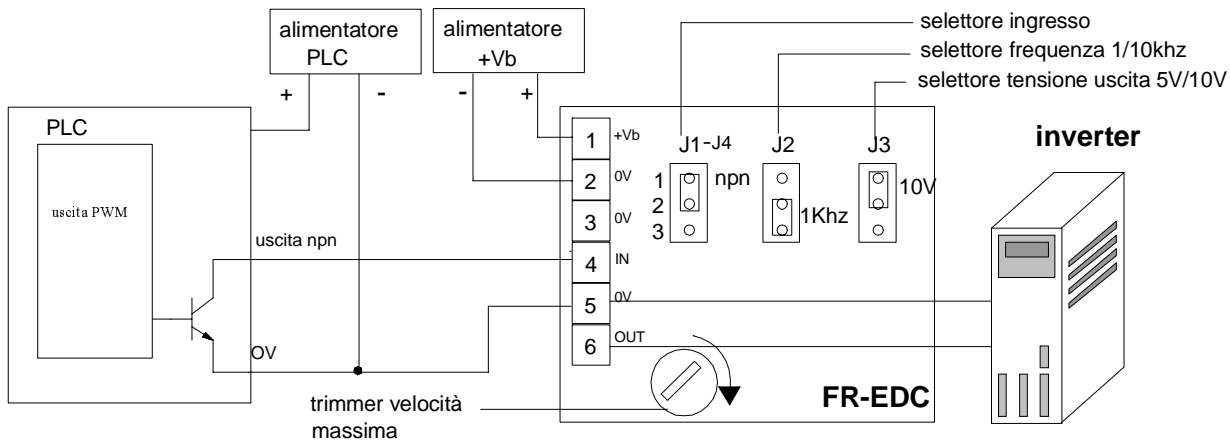 alimentatore
PLC
alimentatore
+Vb
selettore ingresso
selettore frequenza 1/10khz
selettore tensione uscita 5V/10V
+
-
-
+
PLC
uscita PWM
uscita npn
OV
1 +Vb
2 0V
3 0V
4 IN
5 0V
6 OUT
J1-J4
J2
J3
1
2
3
npn
1Khz
10V
inverter
trimmer velocità
massima
FR-EDC